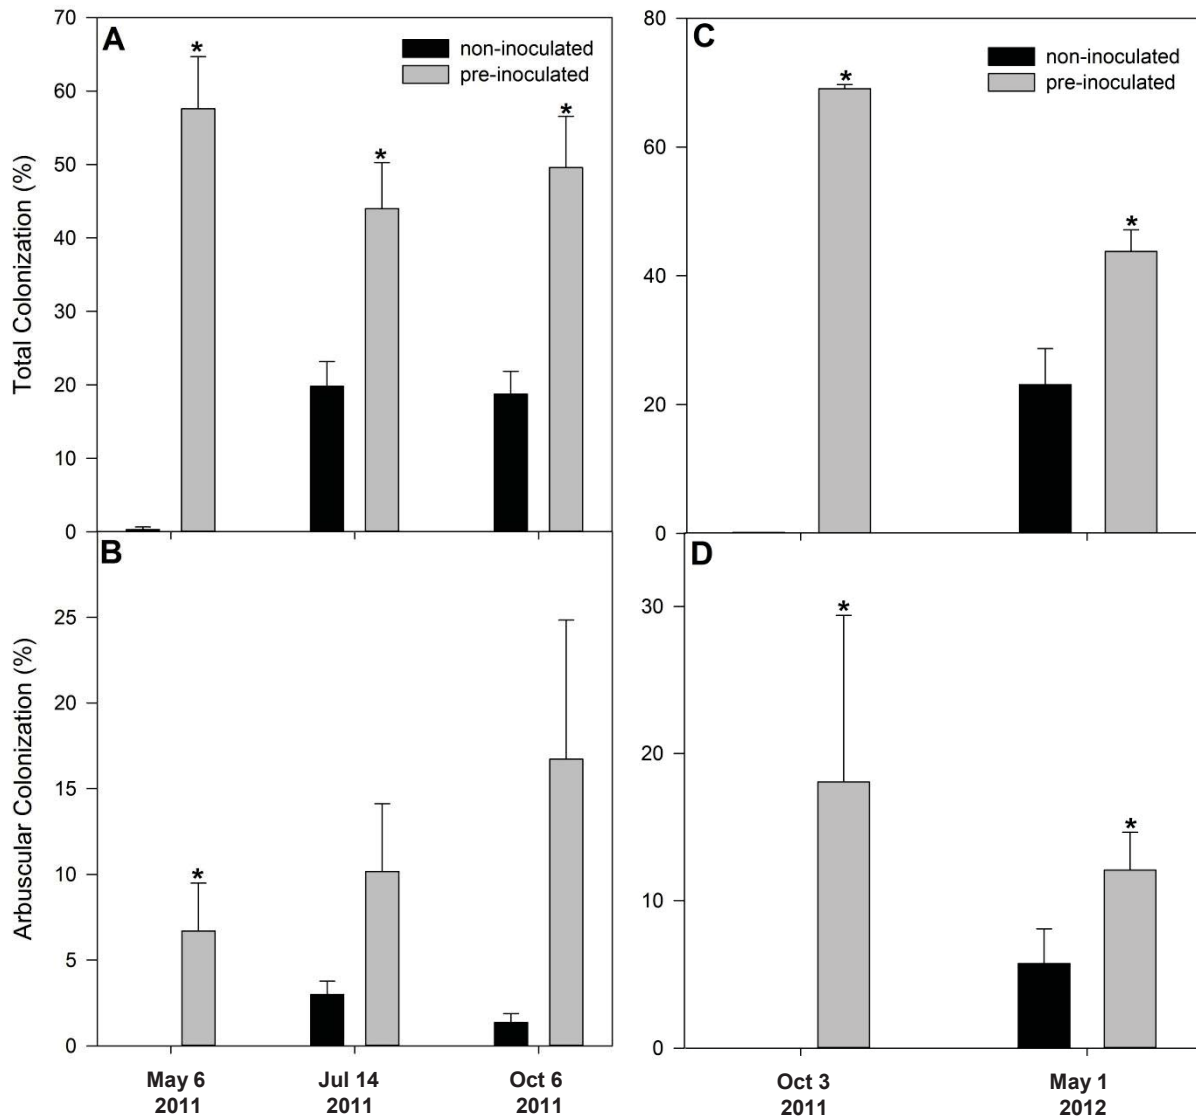 A
70
60
50
40
30
20
10
0
Total Colonization (%)
non-inoculated
pre-inoculated
*
*
*
C
80
60
40
20
0
non-inoculated
pre-inoculated
*
*
B
25
20
15
10
5
0
Arbuscular Colonization (%)
*
May 6
2011
Jul 14
2011
Oct 6
2011
D
30
20
10
0
*
*
Oct 3
2011
May 1
2012